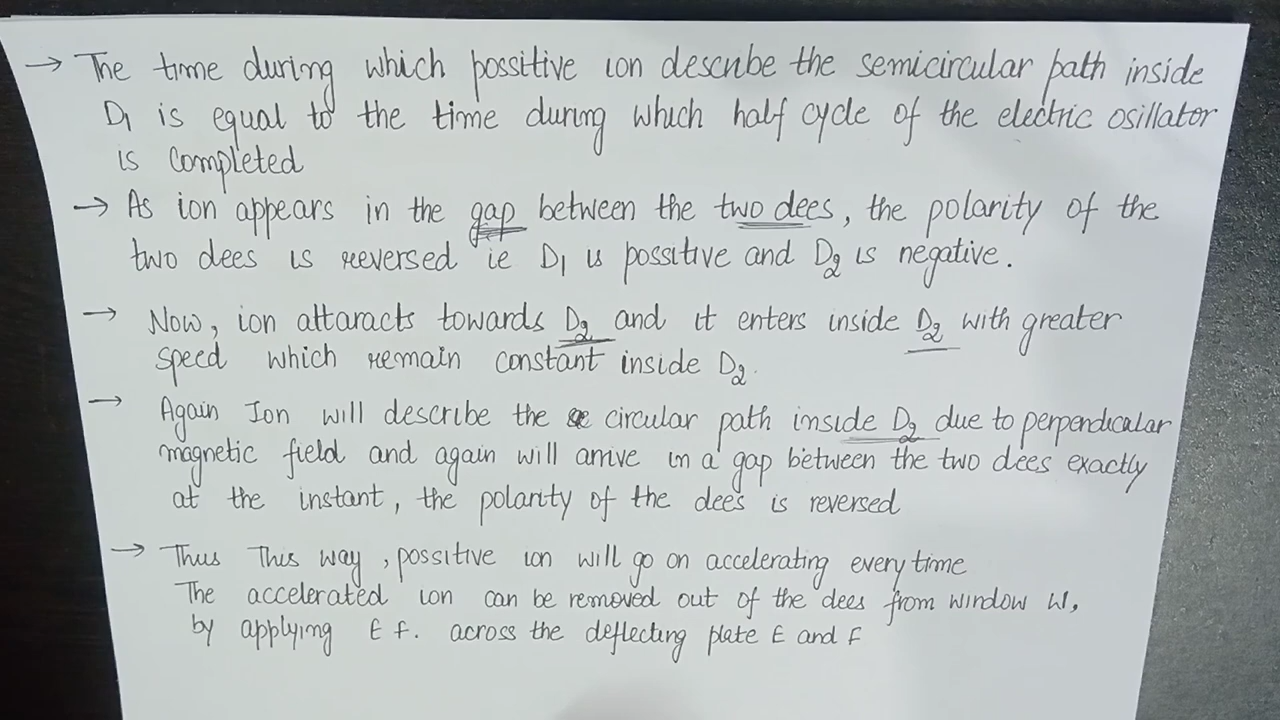 → The time during which possitive ion describe the semicircular path inside
D1 is equal to the time during which half cycle of the electric osillator
is completed
→ As ion appears in the gap between the two dees, the polarity of the
two dees is reeversed ie D1 is possitive and D2 is negative.
→ Now, ion attaracts towards D2 and it enters inside D2 with greater
speed which remain constant inside D2.
→ Again Ion will describe the circular path inside D2 due to perpendicular
magnetic field and again will arrive in a gap between the two dees exactly
at the instant, the polarity of the dees is reversed
→ Thus This way, possitive ion will go on accelerating every time
The accelerated ion can be removed out of the dees from window W,
by applying E f. across the deflecting plate E and F